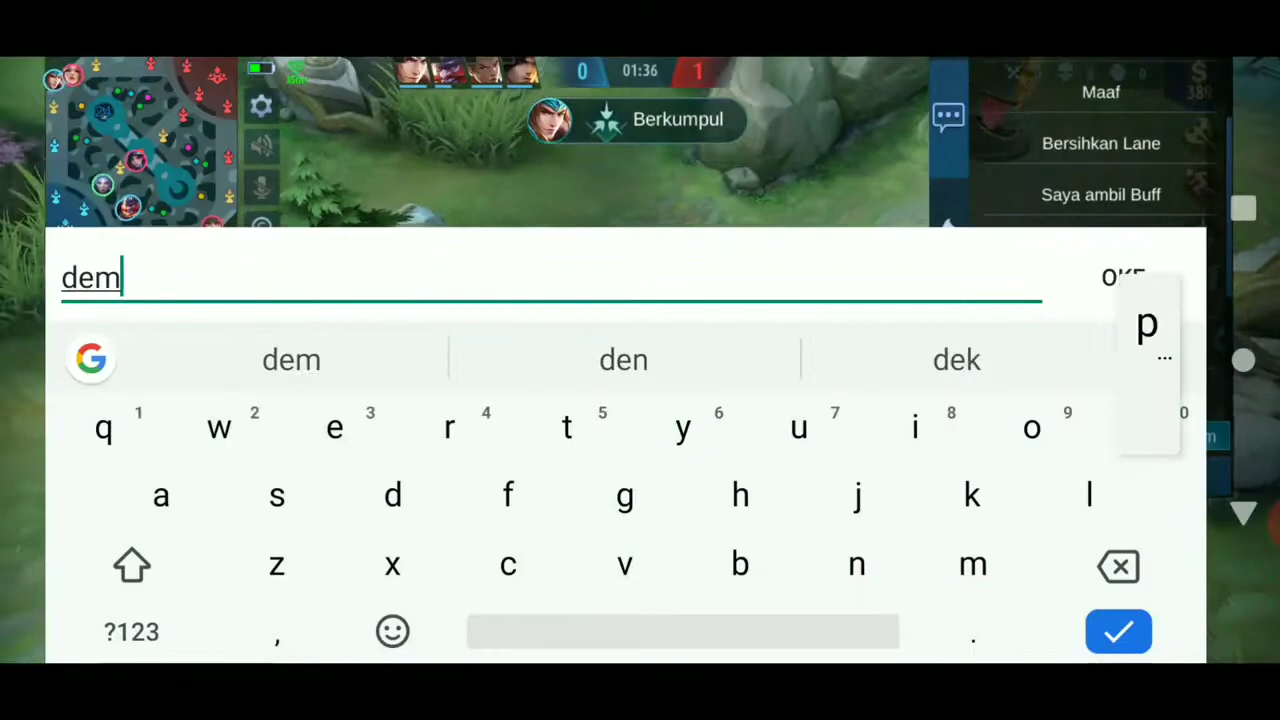 0 01:36 1
Berkumpul
Maaf
389
Bersihkan Lane
Saya ambil Buff
dem
p
...
G dem den dek
1 2 3 4 5 6 7 8 9 0
q w e r t y u i o
a s d f g h j k l
z x c v b n m
?123 , .